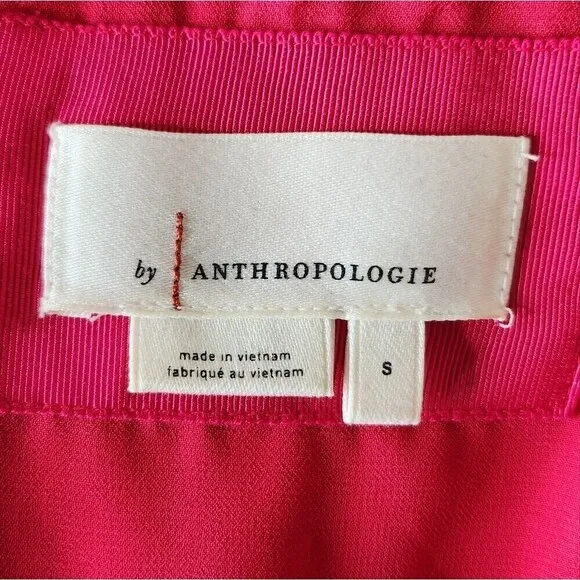 by ANTHROPOLOGIE
made in vietnam
fabriqué au vietnam
S